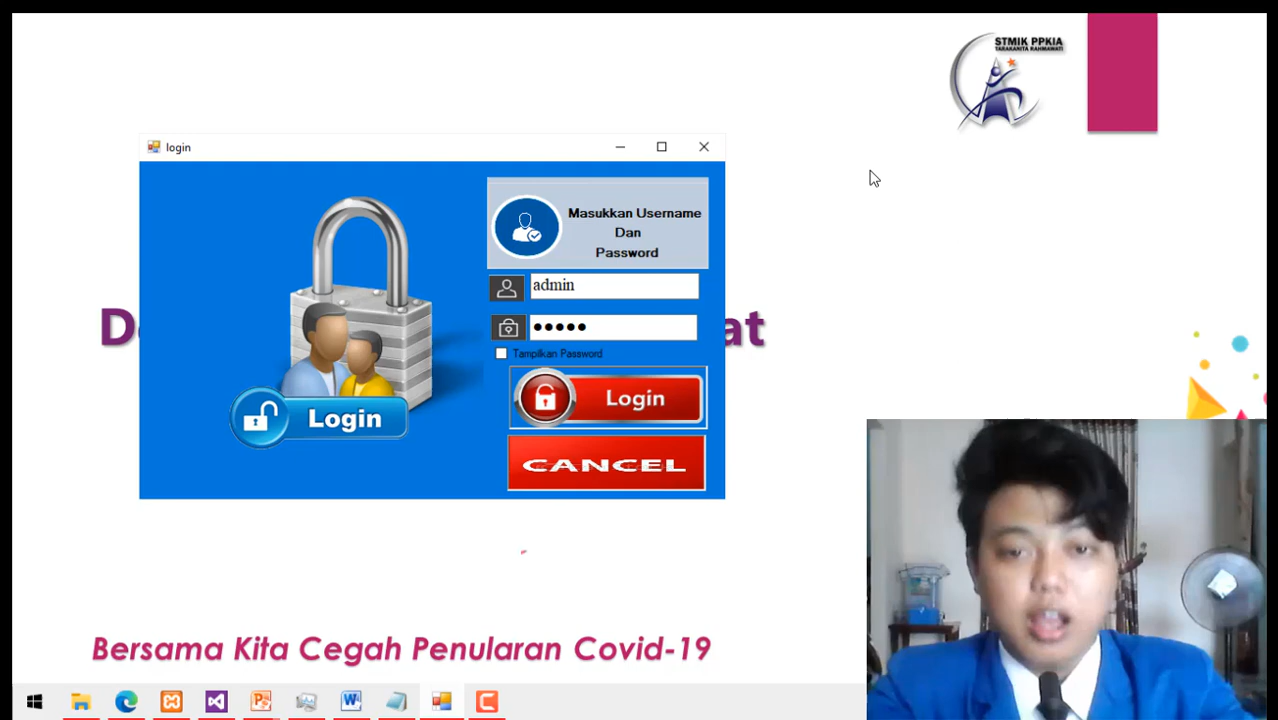 STMIK PPKIA
TARAKANITA RAHMAWATI
login
Masukkan Username
Dan
Password
admin
Tampilkan Password
Login
Login
CANCEL
at
Bersama Kita Cegah Penularan Covid-19